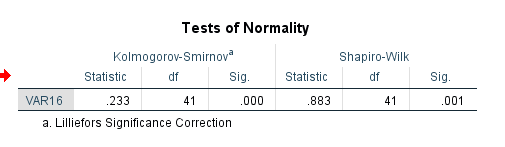 Tests of Normality
Kolmogorov-Smirnovᵃ Shapiro-Wilk
Statistic df Sig. Statistic df Sig.
VAR16 .233 41 .000 .883 41 .001
a. Lilliefors Significance Correction